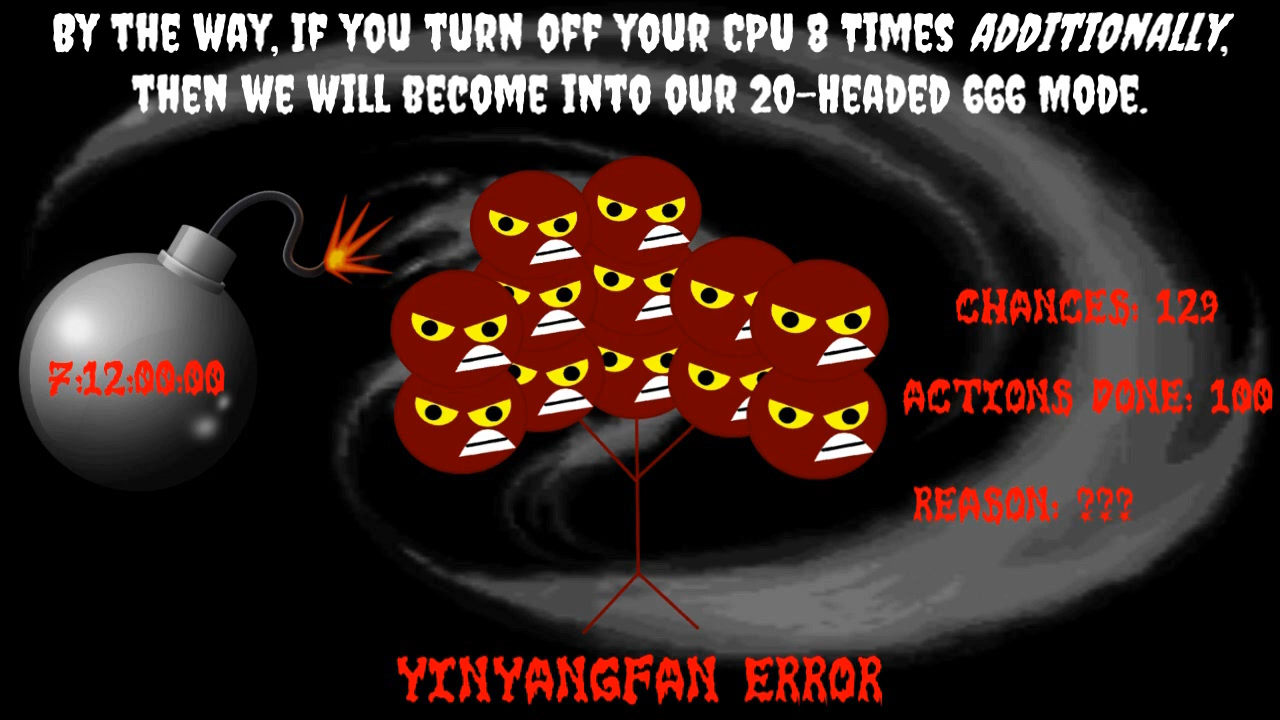 BY THE WAY, IF YOU TURN OFF YOUR CPU 8 TIMES ADDITIONALLY,
THEN WE WILL BECOME INTO OUR 20-HEADED 666 MODE.
7:12:00:00
CHANCES: 129
ACTIONS DONE: 100
REASON: ???
YINYANGFAN ERROR